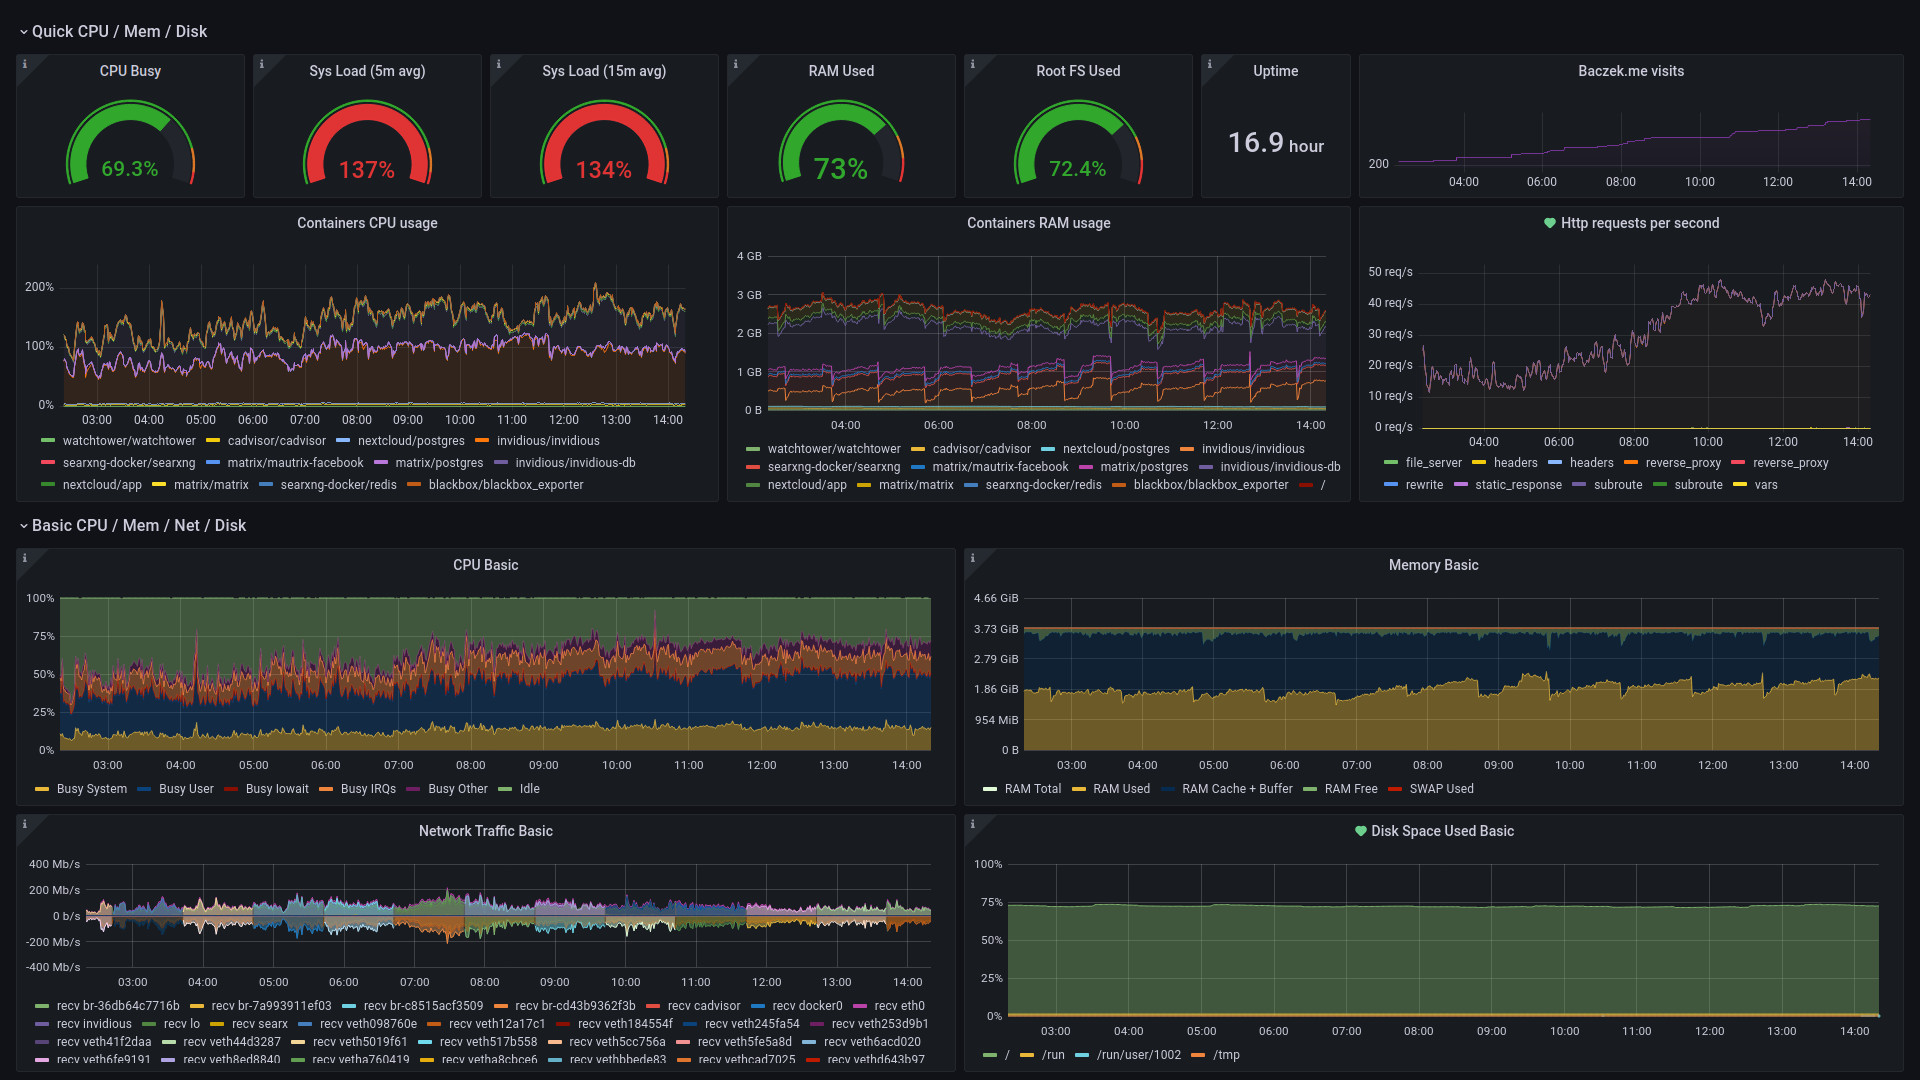 Quick CPU / Mem / Disk
CPU Busy
69.3%
Sys Load (5m avg)
137%
Sys Load (15m avg)
134%
RAM Used
73%
Root FS Used
72.4%
Uptime
16.9 hour
Baczek.me visits
200
04:00 06:00 08:00 10:00 12:00 14:00
Containers CPU usage
200%
100%
0%
03:00 04:00 05:00 06:00 07:00 08:00 09:00 10:00 11:00 12:00 13:00 14:00
watchtower/watchtower cadvisor/cadvisor nextcloud/postgres invidious/invidious
searxng-docker/searxng matrix/mautrix-facebook matrix/postgres invidious/invidious-db
nextcloud/app matrix/matrix searxng-docker/redis blackbox/blackbox_exporter
Containers RAM usage
4 GB
3 GB
2 GB
1 GB
0 B
04:00 06:00 08:00 10:00 12:00 14:00
watchtower/watchtower cadvisor/cadvisor nextcloud/postgres invidious/invidious
searxng-docker/searxng matrix/mautrix-facebook matrix/postgres invidious/invidious-db
nextcloud/app matrix/matrix searxng-docker/redis blackbox/blackbox_exporter /
Http requests per second
50 req/s
40 req/s
30 req/s
20 req/s
10 req/s
0 req/s
04:00 06:00 08:00 10:00 12:00 14:00
file_server headers headers reverse_proxy reverse_proxy
rewrite static_response subroute subroute vars
Basic CPU / Mem / Net / Disk
CPU Basic
100%
75%
50%
25%
0%
03:00 04:00 05:00 06:00 07:00 08:00 09:00 10:00 11:00 12:00 13:00 14:00
Busy System Busy User Busy Iowait Busy IRQs Busy Other Idle
Memory Basic
4.66 GiB
3.73 GiB
2.79 GiB
1.86 GiB
954 MiB
0 B
03:00 04:00 05:00 06:00 07:00 08:00 09:00 10:00 11:00 12:00 13:00 14:00
RAM Total RAM Used RAM Cache + Buffer RAM Free SWAP Used
Network Traffic Basic
400 Mb/s
200 Mb/s
0 b/s
-200 Mb/s
-400 Mb/s
03:00 04:00 05:00 06:00 07:00 08:00 09:00 10:00 11:00 12:00 13:00 14:00
recv br-36db64c7716b recv br-7a993911ef03 recv br-c8515acf3509 recv br-cd43b9362f3b recv cadvisor recv docker0 recv eth0
recv invidious recv lo recv searx recv veth098760e recv veth12a17c1 recv veth184554f recv veth245fa54 recv veth253d9b1
recv veth41f2daa recv veth44d3287 recv veth5019f61 recv veth517b558 recv veth5cc756a recv veth5fe5a8d recv veth6acd020
recv veth6fe9191 recv veth8ed8840 recv vetha760419 recv vetha8cbce6 recv vethbbede83 recv vethcad7025 recv vethd643b97
Disk Space Used Basic
100%
75%
50%
25%
0%
03:00 04:00 05:00 06:00 07:00 08:00 09:00 10:00 11:00 12:00 13:00 14:00
/ /run /run/user/1002 /tmp